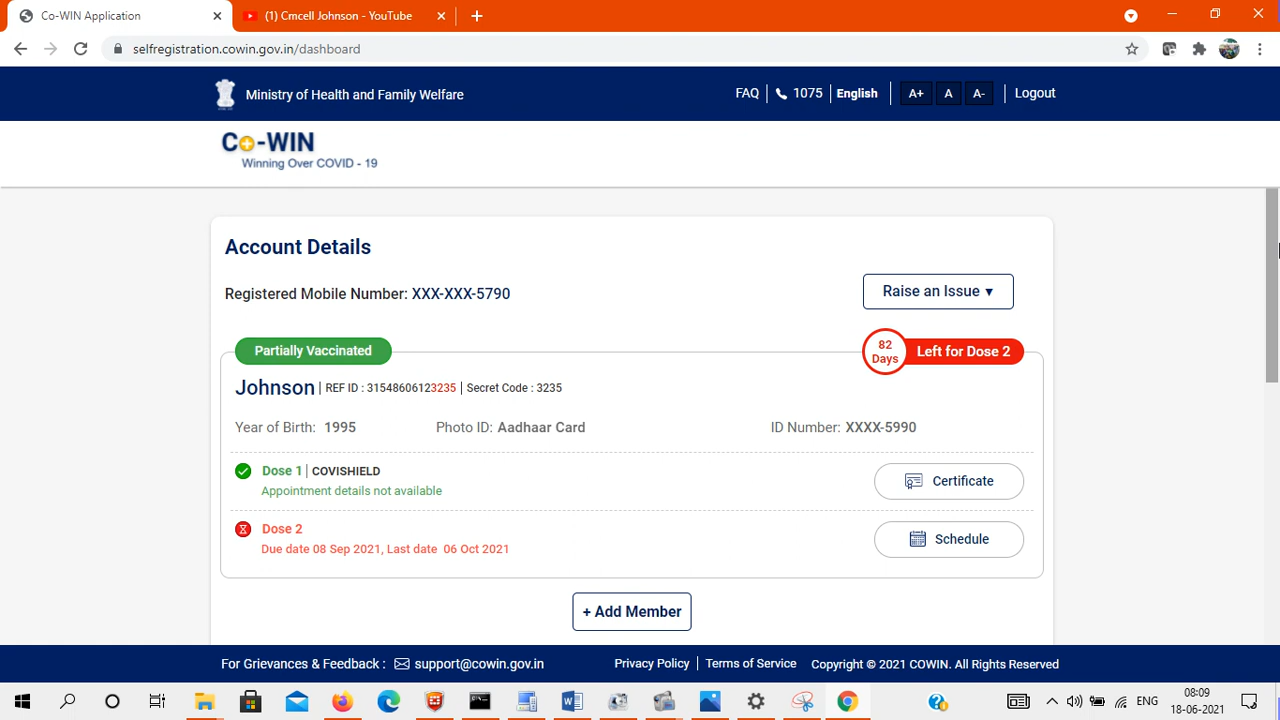 Co-WIN Application
(1) Cmcell Johnson - YouTube
selfregistration.cowin.gov.in/dashboard
Ministry of Health and Family Welfare
FAQ 1075 English A+ A A- Logout
Co-WIN
Winning Over COVID - 19
Account Details
Registered Mobile Number: XXX-XXX-5790
Raise an Issue
Partially Vaccinated
82 Days Left for Dose 2
Johnson | REF ID : 31548606123235 | Secret Code : 3235
Year of Birth: 1995 Photo ID: Aadhaar Card ID Number: XXXX-5990
Dose 1 | COVISHIELD
Appointment details not available
Certificate
Dose 2
Due date 08 Sep 2021, Last date 06 Oct 2021
Schedule
+ Add Member
For Grievances & Feedback : support@cowin.gov.in Privacy Policy | Terms of Service Copyright © 2021 COWIN. All Rights Reserved
ENG
08:09
18-06-2021